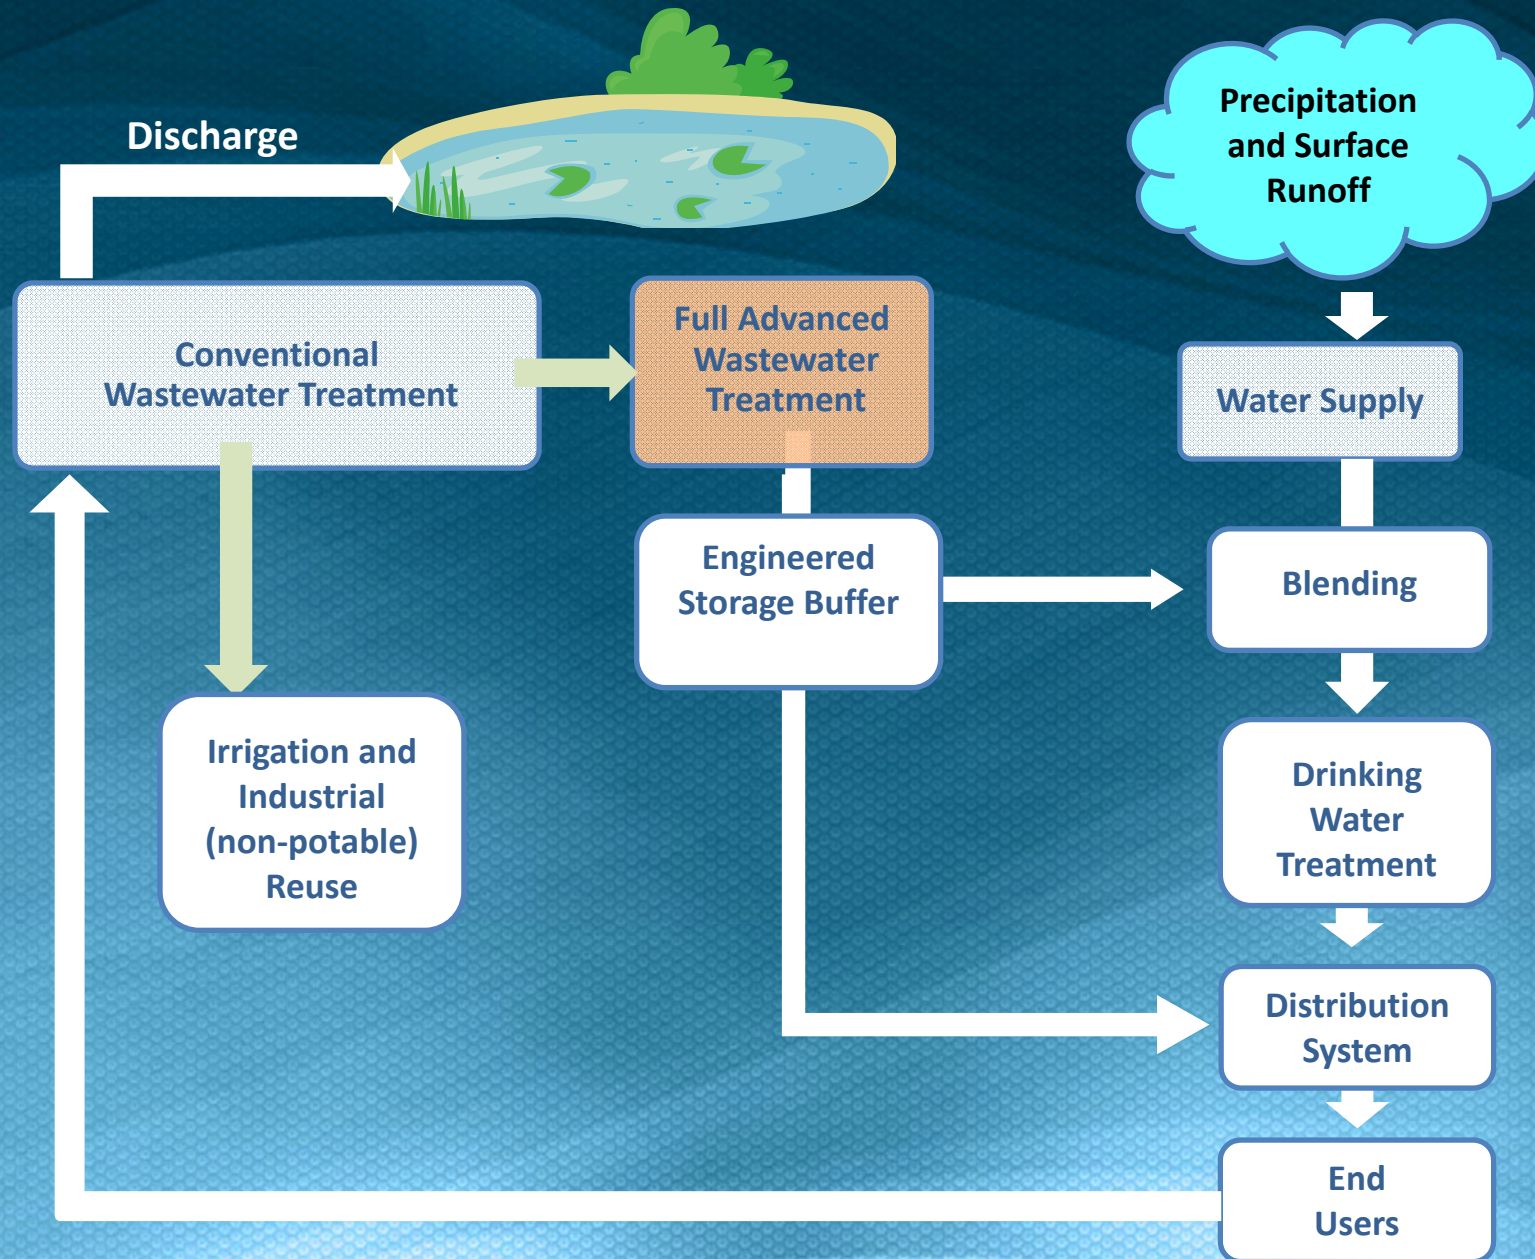 Discharge
Precipitation
and Surface
Runoff
Conventional
Wastewater Treatment
Full Advanced
Wastewater
Treatment
Water Supply
Engineered
Storage Buffer
Blending
Irrigation and
Industrial
(non-potable)
Reuse
Drinking
Water
Treatment
Distribution
System
End
Users